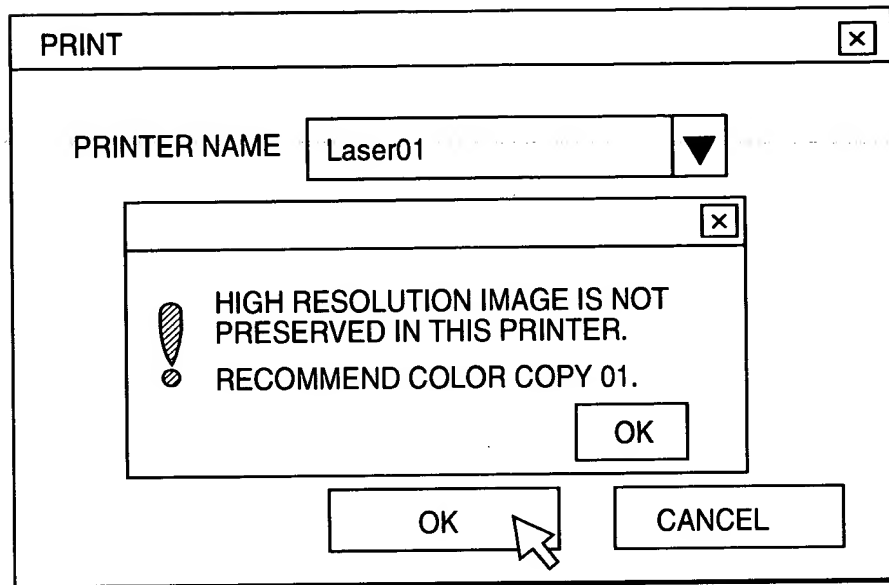 PRINT
PRINTER NAME
Laser01
HIGH RESOLUTION IMAGE IS NOT
PRESERVED IN THIS PRINTER.
RECOMMEND COLOR COPY 01.
OK
OK
CANCEL